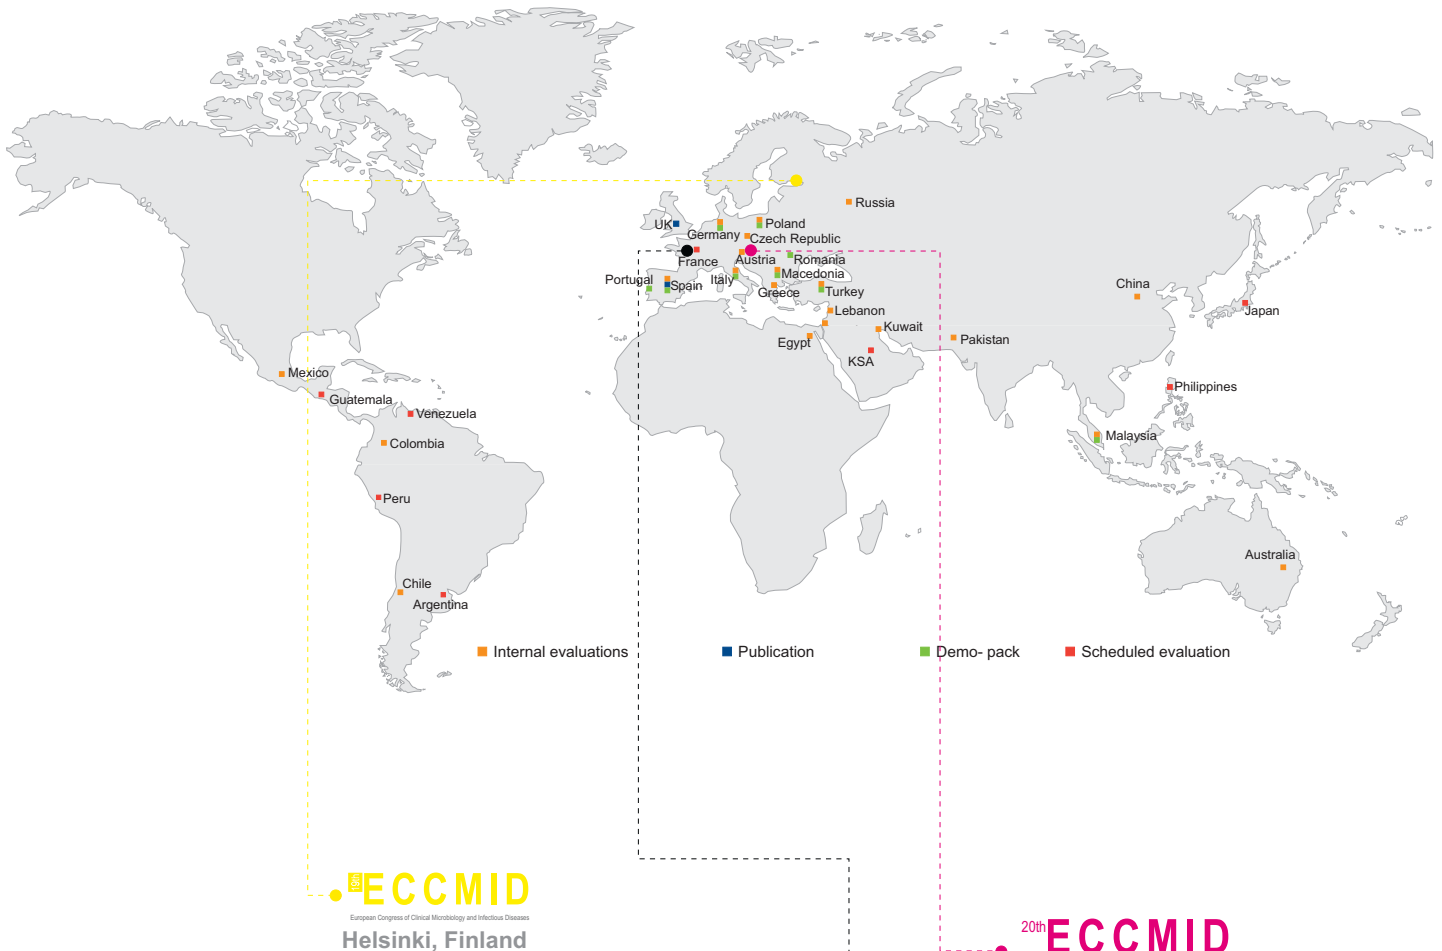 Russia
UK
Poland
Germany
Czech Republic
France
Austria
Romania
Portugal
Spain
Italy
Macedonia
Greece
Turkey
China
Japan
Lebanon
Kuwait
Egypt
Pakistan
KSA
Mexico
Philippines
Guatemala
Venezuela
Colombia
Malaysia
Peru
Australia
Chile
Argentina
Internal evaluations
Publication
Demo- pack
Scheduled evaluation
ECCMID
European Congress of Clinical Microbiology and Infectious Diseases
Helsinki, Finland
20th ECCMID